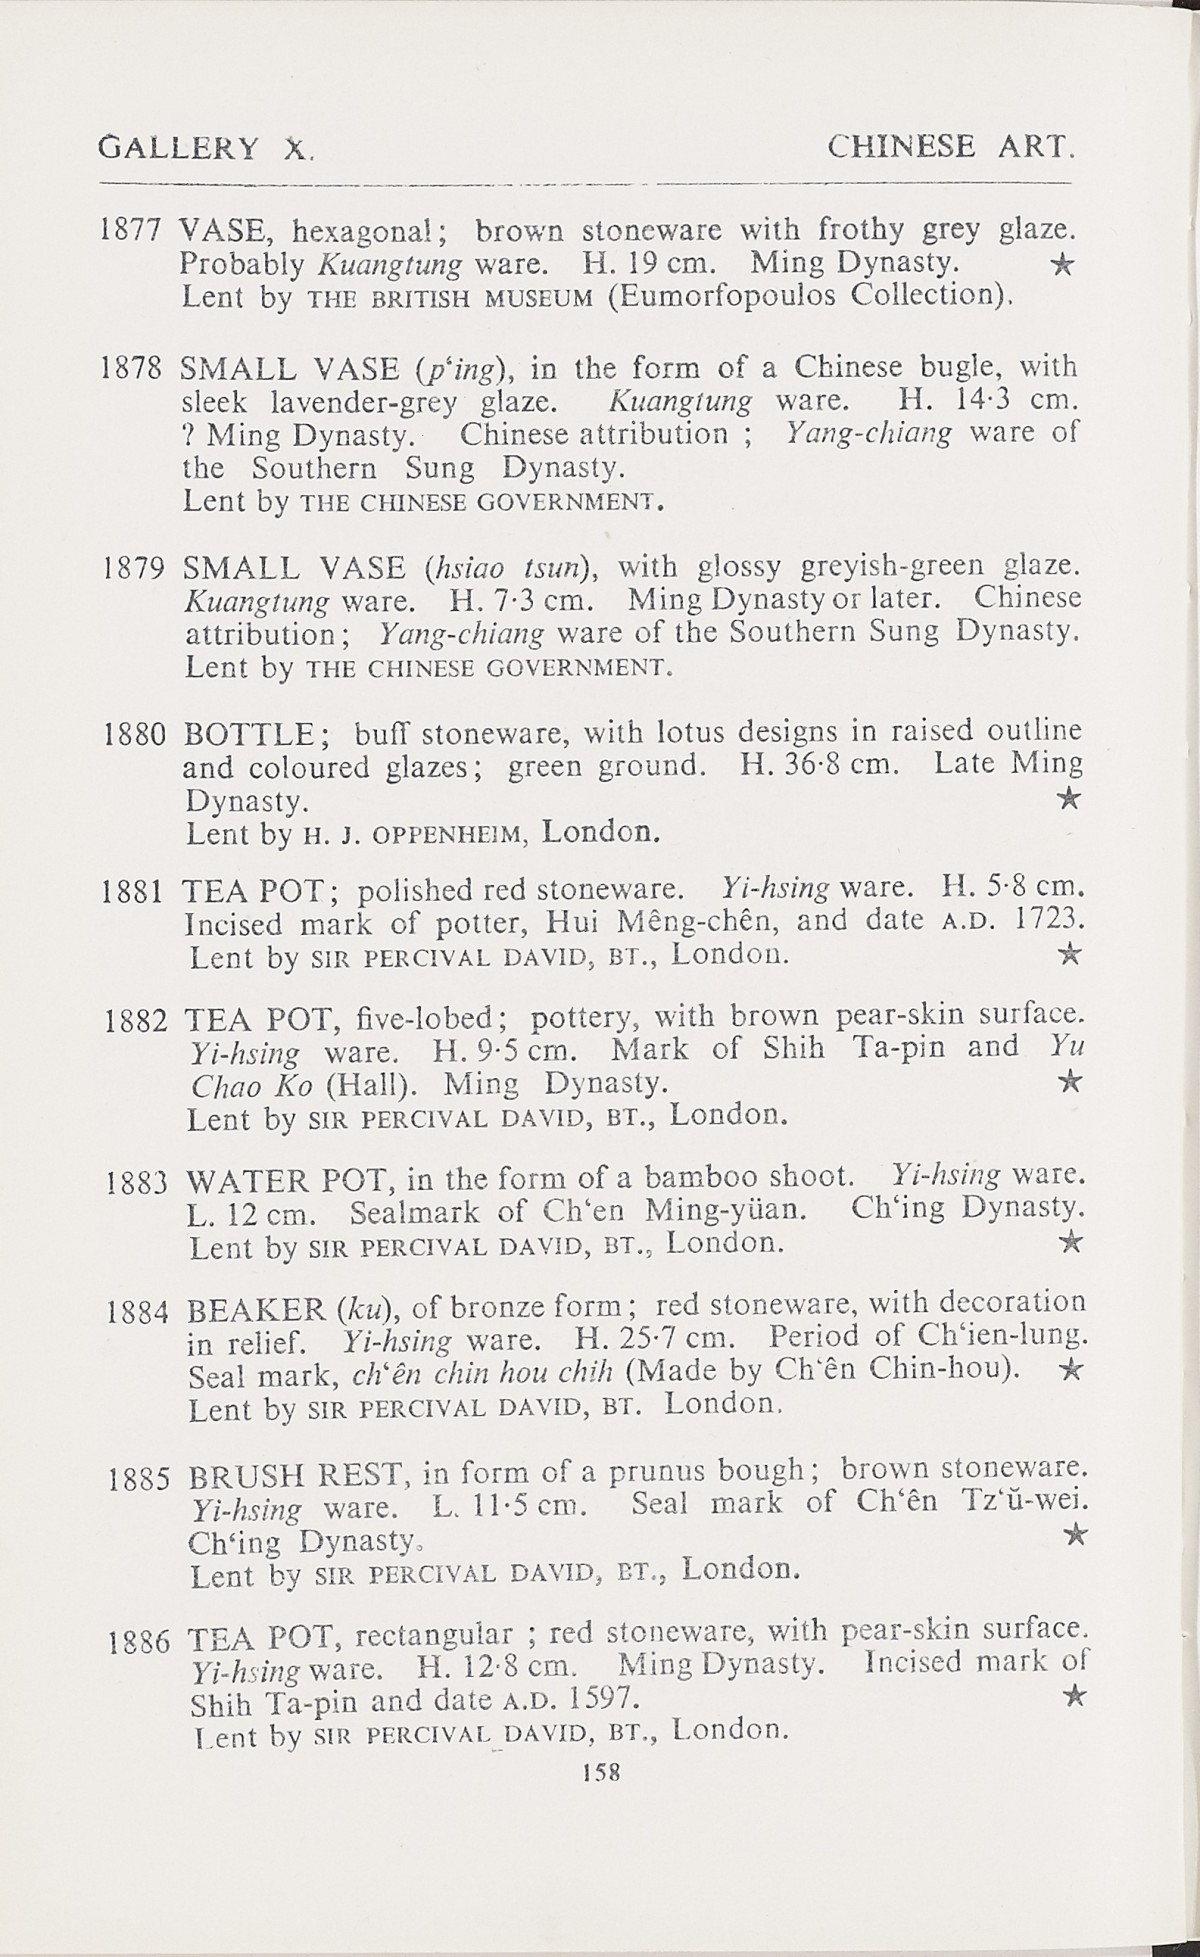 GALLERY X. CHINESE ART.
1877 VASE, hexagonal; brown stoneware with frothy grey glaze.
Probably Kuangtung ware. H. 19 cm. Ming Dynasty. ★
Lent by THE BRITISH MUSEUM (Eumorfopoulos Collection).
1878 SMALL VASE (p‘ing), in the form of a Chinese bugle, with
sleek lavender-grey glaze. Kuangtung ware. H. 14·3 cm.
? Ming Dynasty. Chinese attribution ; Yang-chiang ware of
the Southern Sung Dynasty.
Lent by THE CHINESE GOVERNMENT.
1879 SMALL VASE (hsiao tsun), with glossy greyish-green glaze.
Kuangtung ware. H. 7·3 cm. Ming Dynasty or later. Chinese
attribution; Yang-chiang ware of the Southern Sung Dynasty.
Lent by THE CHINESE GOVERNMENT.
1880 BOTTLE; buff stoneware, with lotus designs in raised outline
and coloured glazes; green ground. H. 36·8 cm. Late Ming
Dynasty. ★
Lent by H. J. OPPENHEIM, London.
1881 TEA POT; polished red stoneware. Yi-hsing ware. H. 5·8 cm.
Incised mark of potter, Hui Mêng-chên, and date A.D. 1723.
Lent by SIR PERCIVAL DAVID, BT., London. ★
1882 TEA POT, five-lobed; pottery, with brown pear-skin surface.
Yi-hsing ware. H. 9·5 cm. Mark of Shih Ta-pin and Yu
Chao Ko (Hall). Ming Dynasty. ★
Lent by SIR PERCIVAL DAVID, BT., London.
1883 WATER POT, in the form of a bamboo shoot. Yi-hsing ware.
L. 12 cm. Sealmark of Ch‘en Ming-yüan. Ch‘ing Dynasty.
Lent by SIR PERCIVAL DAVID, BT., London. ★
1884 BEAKER (ku), of bronze form; red stoneware, with decoration
in relief. Yi-hsing ware. H. 25·7 cm. Period of Ch‘ien-lung.
Seal mark, ch‘ên chin hou chih (Made by Ch‘ên Chin-hou). ★
Lent by SIR PERCIVAL DAVID, BT. London.
1885 BRUSH REST, in form of a prunus bough; brown stoneware.
Yi-hsing ware. L. 11·5 cm. Seal mark of Ch‘ên Tz‘ŭ-wei.
Ch‘ing Dynasty. ★
Lent by SIR PERCIVAL DAVID, BT., London.
1886 TEA POT, rectangular ; red stoneware, with pear-skin surface.
Yi-hsing ware. H. 12·8 cm. Ming Dynasty. Incised mark of
Shih Ta-pin and date A.D. 1597. ★
Lent by SIR PERCIVAL DAVID, BT., London.
158